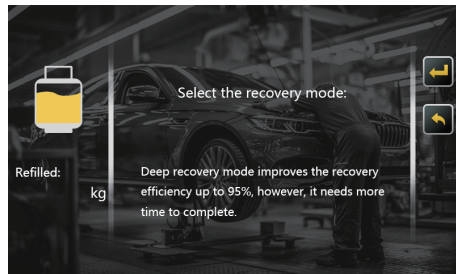 Select the recovery mode:
Refilled:
kg
Deep recovery mode improves the recovery
efficiency up to 95%, however, it needs more
time to complete.